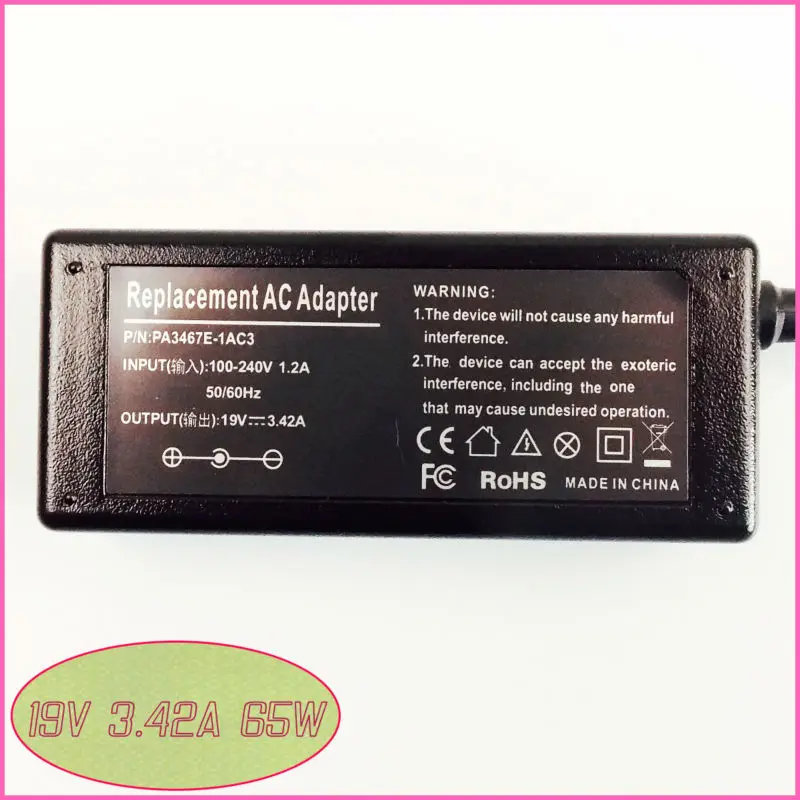 Replacement AC Adapter
P/N:PA3467E-1AC3
INPUT(输入):100-240V 1.2A
50/60Hz
OUTPUT(输出):19V⎓3.42A
WARNING:
1.The device will not cause any harmful
interference.
2.The device can accept the exoteric
interference, including the one
that may cause undesired operation.
CE
FC
RoHS
MADE IN CHINA
19V 3.42A 65W